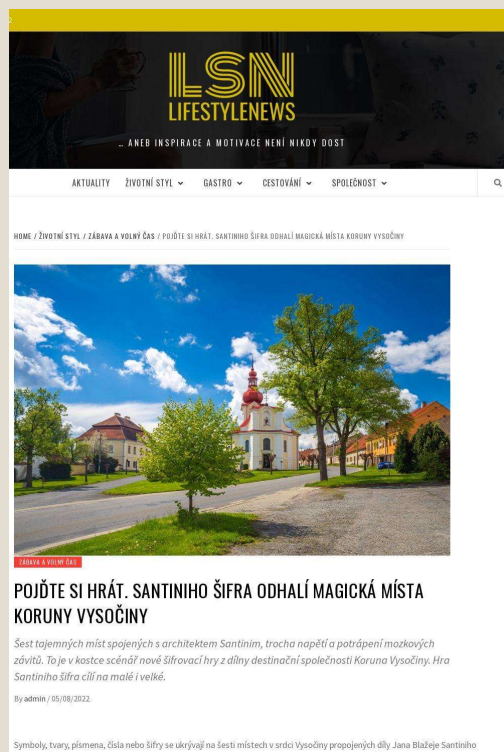 LSN
LIFESTYLENEWS
... ANEB INSPIRACE A MOTIVACE NENÍ NIKDY DOST
AKTUALITY ŽIVOTNÍ STYL GASTRO CESTOVÁNÍ SPOLEČNOST
HOME / ŽIVOTNÍ STYL / ZÁBAVA A VOLNÝ ČAS / POJĎTE SI HRÁT. SANTINIHO ŠIFRA ODHALÍ MAGICKÁ MÍSTA KORUNY VYSOČINY
ZÁBAVA A VOLNÝ ČAS
POJĎTE SI HRÁT. SANTINIHO ŠIFRA ODHALÍ MAGICKÁ MÍSTA
KORUNY VYSOČINY
Šest tajemných míst spojených s architektem Santinim, trocha napětí a potrápení mozkových
závitů. To je v kostce scénář nové šifrovací hry z dílny destinační společnosti Koruna Vysočiny. Hra
Santiniho šifra cílí na malé i velké.
By admin / 05/08/2022
Symboly, tvary, písmena, čísla nebo šifry se ukrývají na šesti místech v srdci Vysočiny propojených díly Jana Blažeje Santiniho